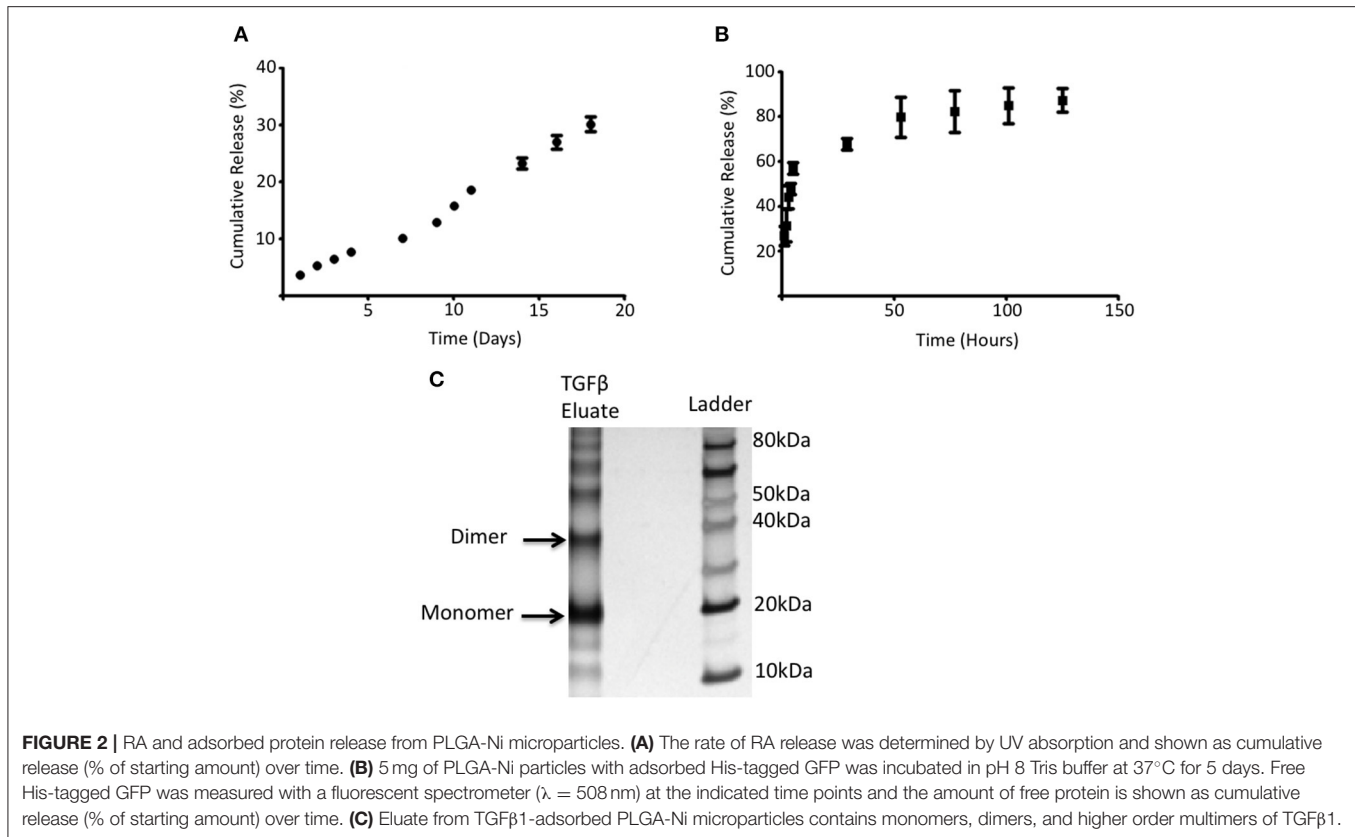 A
Cumulative Release (%)
40
30
20
10
5
10
15
20
Time (Days)
B
Cumulative Release (%)
100
80
60
40
20
50
100
150
Time (Hours)
C
TGFβ
Eluate
Ladder
80kDa
50kDa
40kDa
Dimer
20kDa
Monomer
10kDa
FIGURE 2 | RA and adsorbed protein release from PLGA-Ni microparticles. (A) The rate of RA release was determined by UV absorption and shown as cumulative
release (% of starting amount) over time. (B) 5 mg of PLGA-Ni particles with adsorbed His-tagged GFP was incubated in pH 8 Tris buffer at 37°C for 5 days. Free
His-tagged GFP was measured with a fluorescent spectrometer (λ = 508 nm) at the indicated time points and the amount of free protein is shown as cumulative
release (% of starting amount) over time. (C) Eluate from TGFβ1-adsorbed PLGA-Ni microparticles contains monomers, dimers, and higher order multimers of TGFβ1.